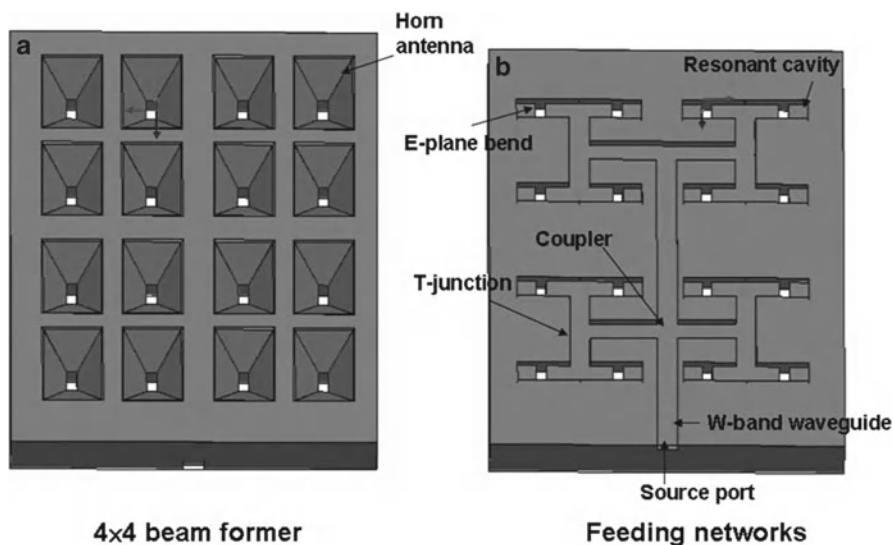 a
Horn
antenna
4×4 beam former
b
Resonant cavity
E-plane bend
Coupler
T-junction
W-band waveguide
Source port
Feeding networks